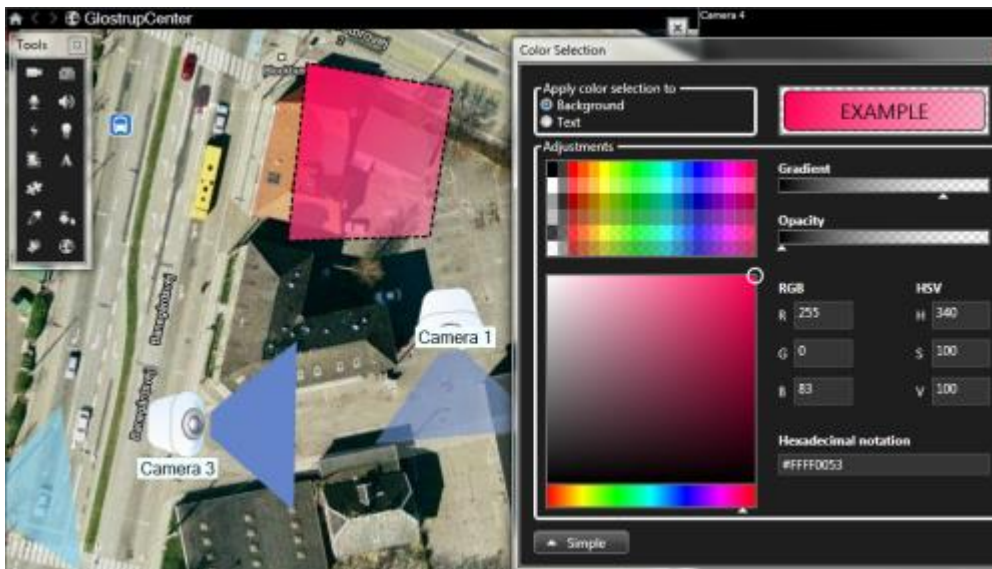 GlostrupCenter
Camera 4
Tools
Color Selection
Apply color selection to
Background
Text
EXAMPLE
Adjustments
Gradient
Opacity
RGB
HSV
R 255
H 340
G 0
S 100
B 83
V 100
Hexadecimal notation
#FFFF0053
Simple
A
Camera 1
Camera 3